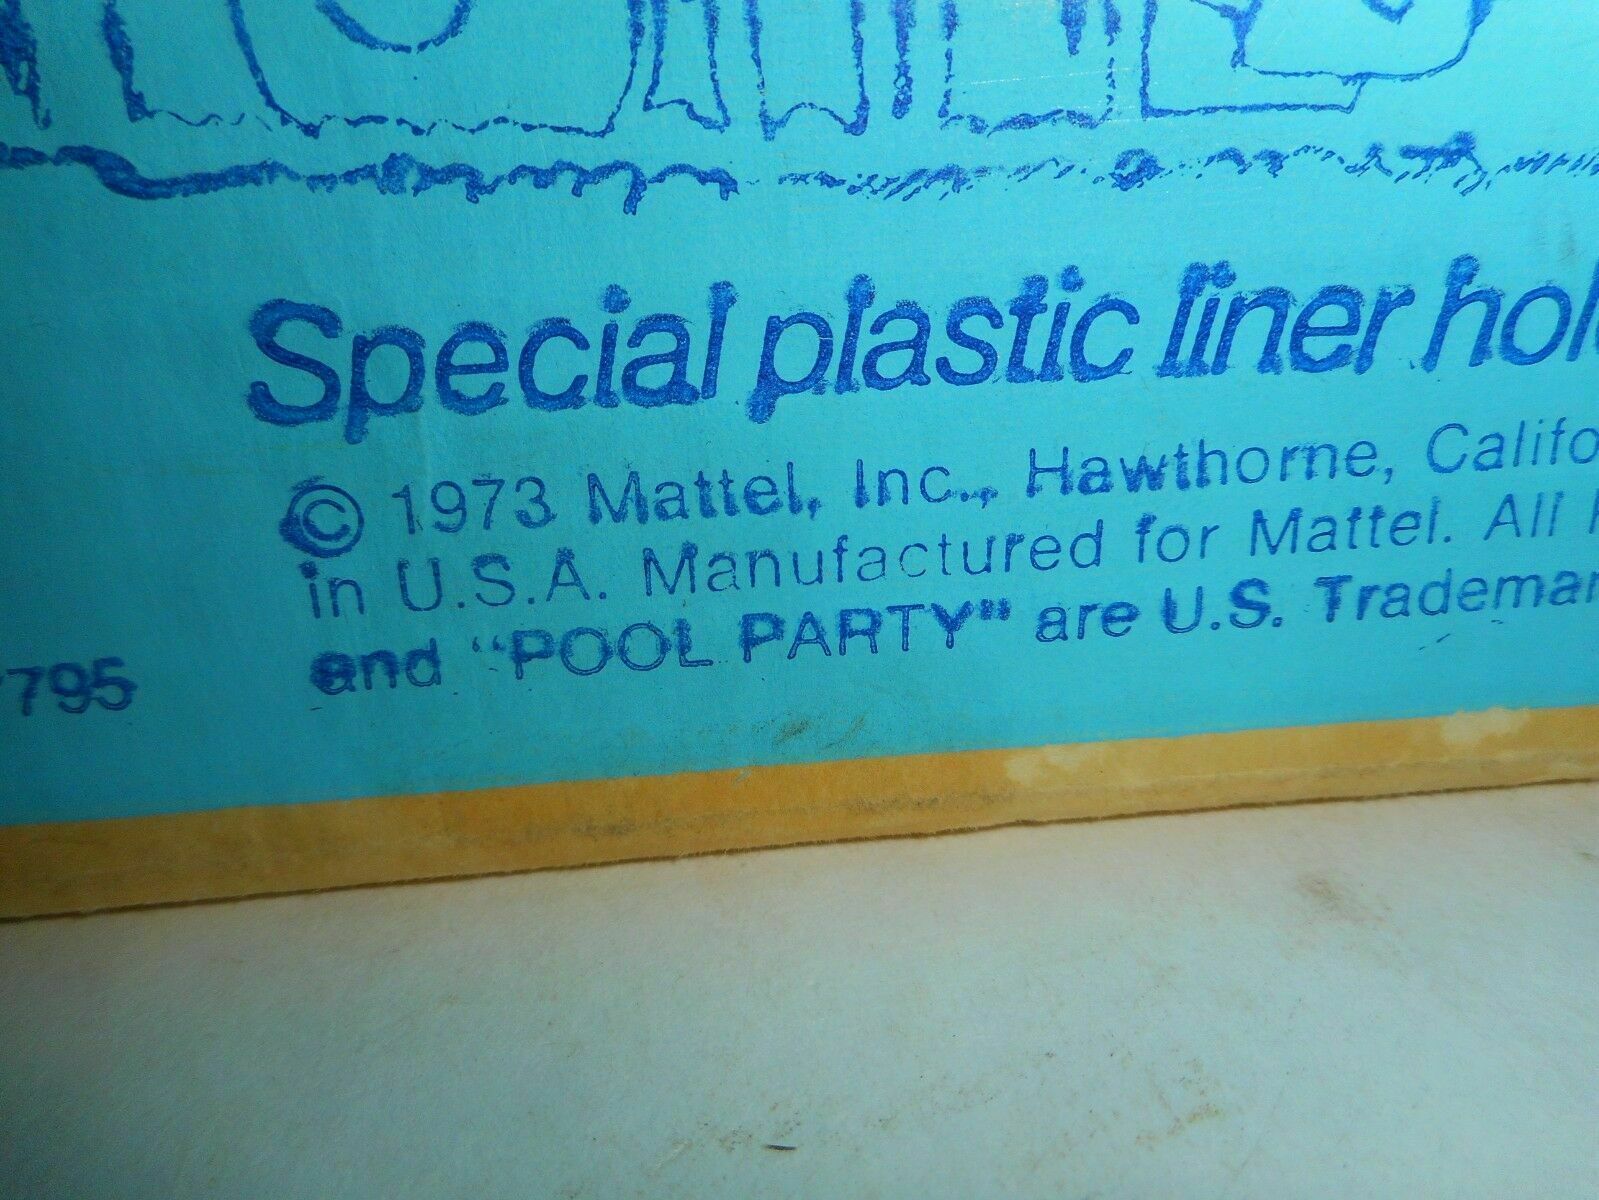 Special plastic liner hol
© 1973 Mattel, Inc., Hawthorne, Califo
in U.S.A. Manufactured for Mattel. All
795 and "POOL PARTY" are U.S. Trademar